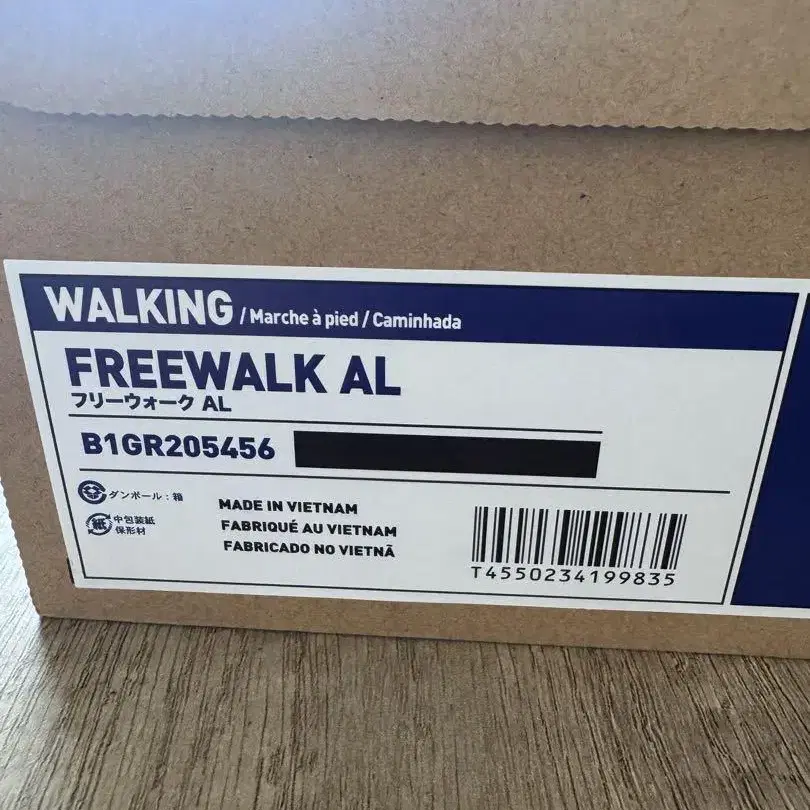 WALKING / Marche à pied / Caminhada
FREEWALK AL
フリーウォーク AL
B1GR205456
ダンボール：箱
紙
中包装紙
保形材
MADE IN VIETNAM
FABRIQUÉ AU VIETNAM
FABRICADO NO VIETNÃ
T4550234199835